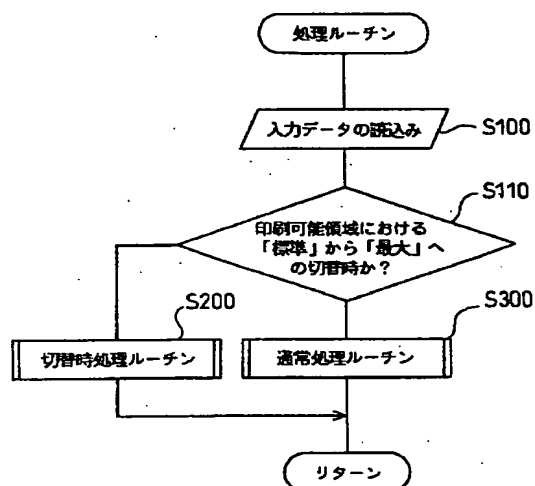 処理ルーチン
入力データの読込み
S100
S110
印刷可能領域における
「標準」から「最大」へ
の切替時か？
S200
S300
切替時処理ルーチン
通常処理ルーチン
リターン